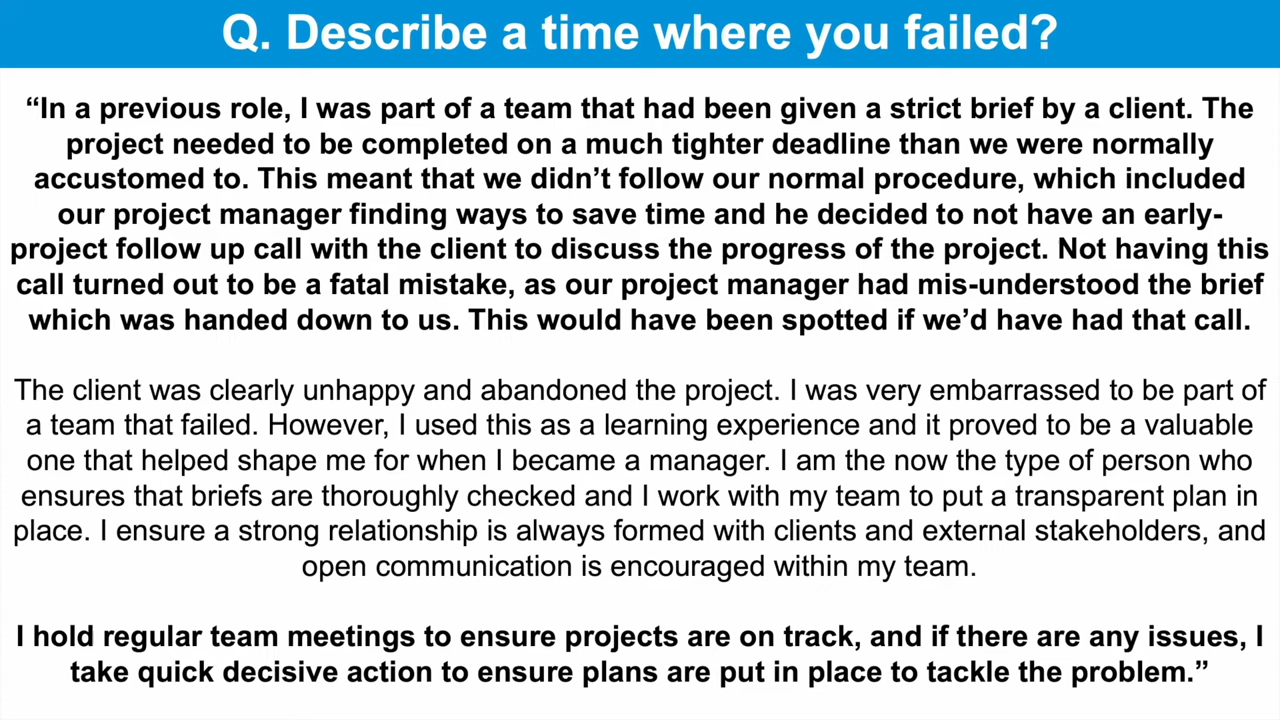 Q. Describe a time where you failed?
“In a previous role, I was part of a team that had been given a strict brief by a client. The
project needed to be completed on a much tighter deadline than we were normally
accustomed to. This meant that we didn’t follow our normal procedure, which included
our project manager finding ways to save time and he decided to not have an early-
project follow up call with the client to discuss the progress of the project. Not having this
call turned out to be a fatal mistake, as our project manager had mis-understood the brief
which was handed down to us. This would have been spotted if we’d have had that call.
The client was clearly unhappy and abandoned the project. I was very embarrassed to be part of
a team that failed. However, I used this as a learning experience and it proved to be a valuable
one that helped shape me for when I became a manager. I am the now the type of person who
ensures that briefs are thoroughly checked and I work with my team to put a transparent plan in
place. I ensure a strong relationship is always formed with clients and external stakeholders, and
open communication is encouraged within my team.
I hold regular team meetings to ensure projects are on track, and if there are any issues, I
take quick decisive action to ensure plans are put in place to tackle the problem.”